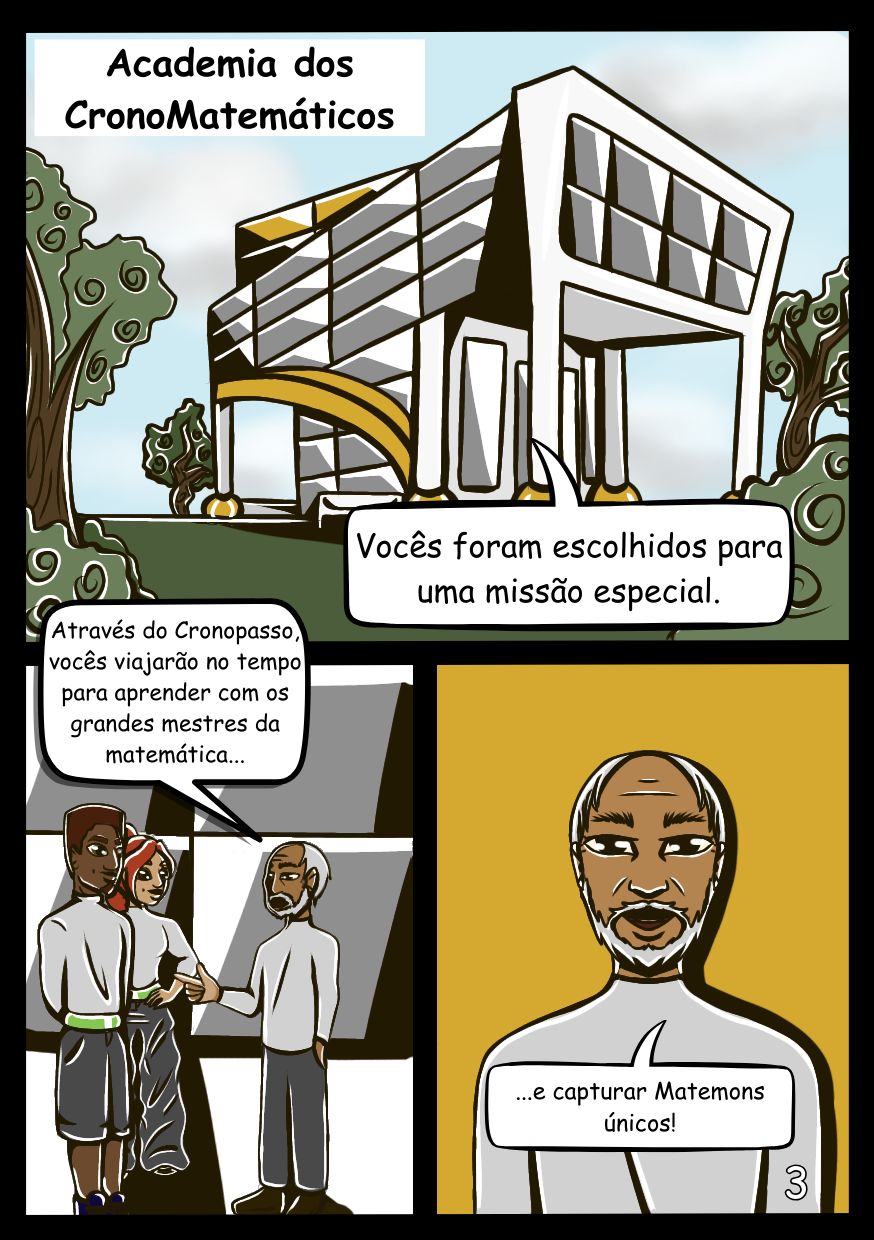 Academia dos
CronoMatemáticos
Vocês foram escolhidos para
uma missão especial.
Através do Cronopasso,
vocês viajarão no tempo
para aprender com os
grandes mestres da
matemática...
...e capturar Matemons
únicos!
3